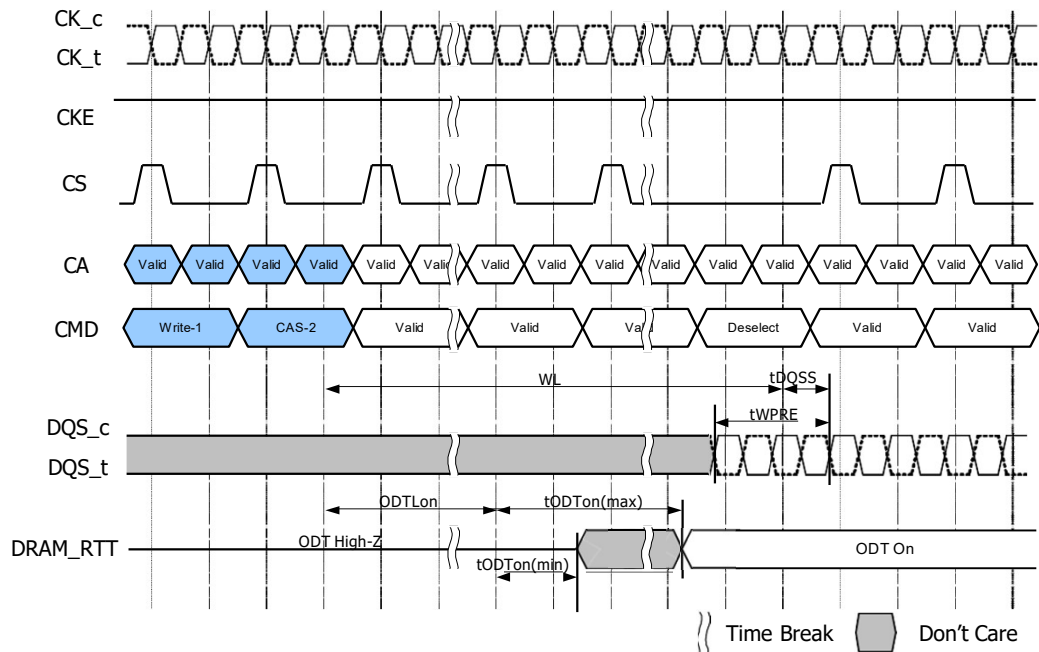 CK_c
CK_t
CKE
CS
CA Valid Valid Valid Valid Valid Valid Valid Valid Valid Valid Valid Valid Valid Valid Valid Valid
CMD Write-1 CAS-2 Valid Valid Valid Deselect Valid Valid
WL tDQSS
tWPRE
DQS_c
DQS_t
ODTLon tODTon(max)
DRAM_RTT ODT High-Z ODT On
tODTon(min)
Time Break Don't Care